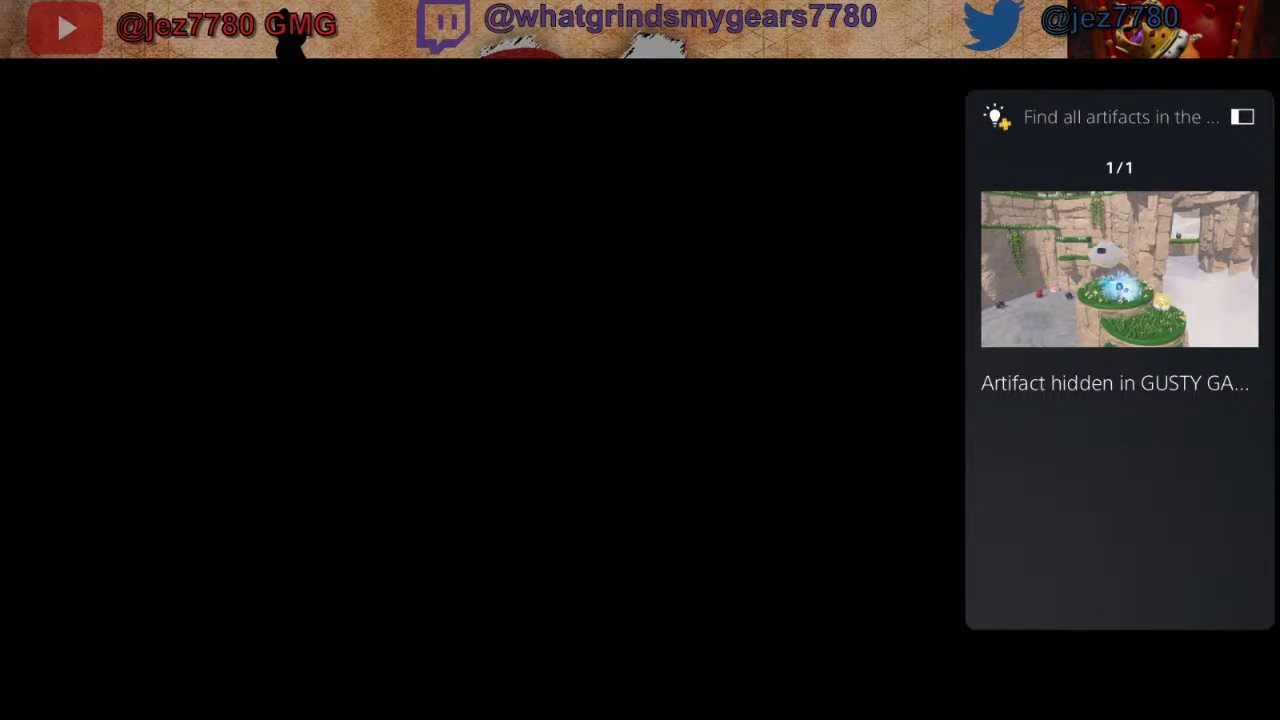 @jez7780 GMG
@whatgrindsmygears7780
@jez7780
Find all artifacts in the ...
1/1
Artifact hidden in GUSTY GA...